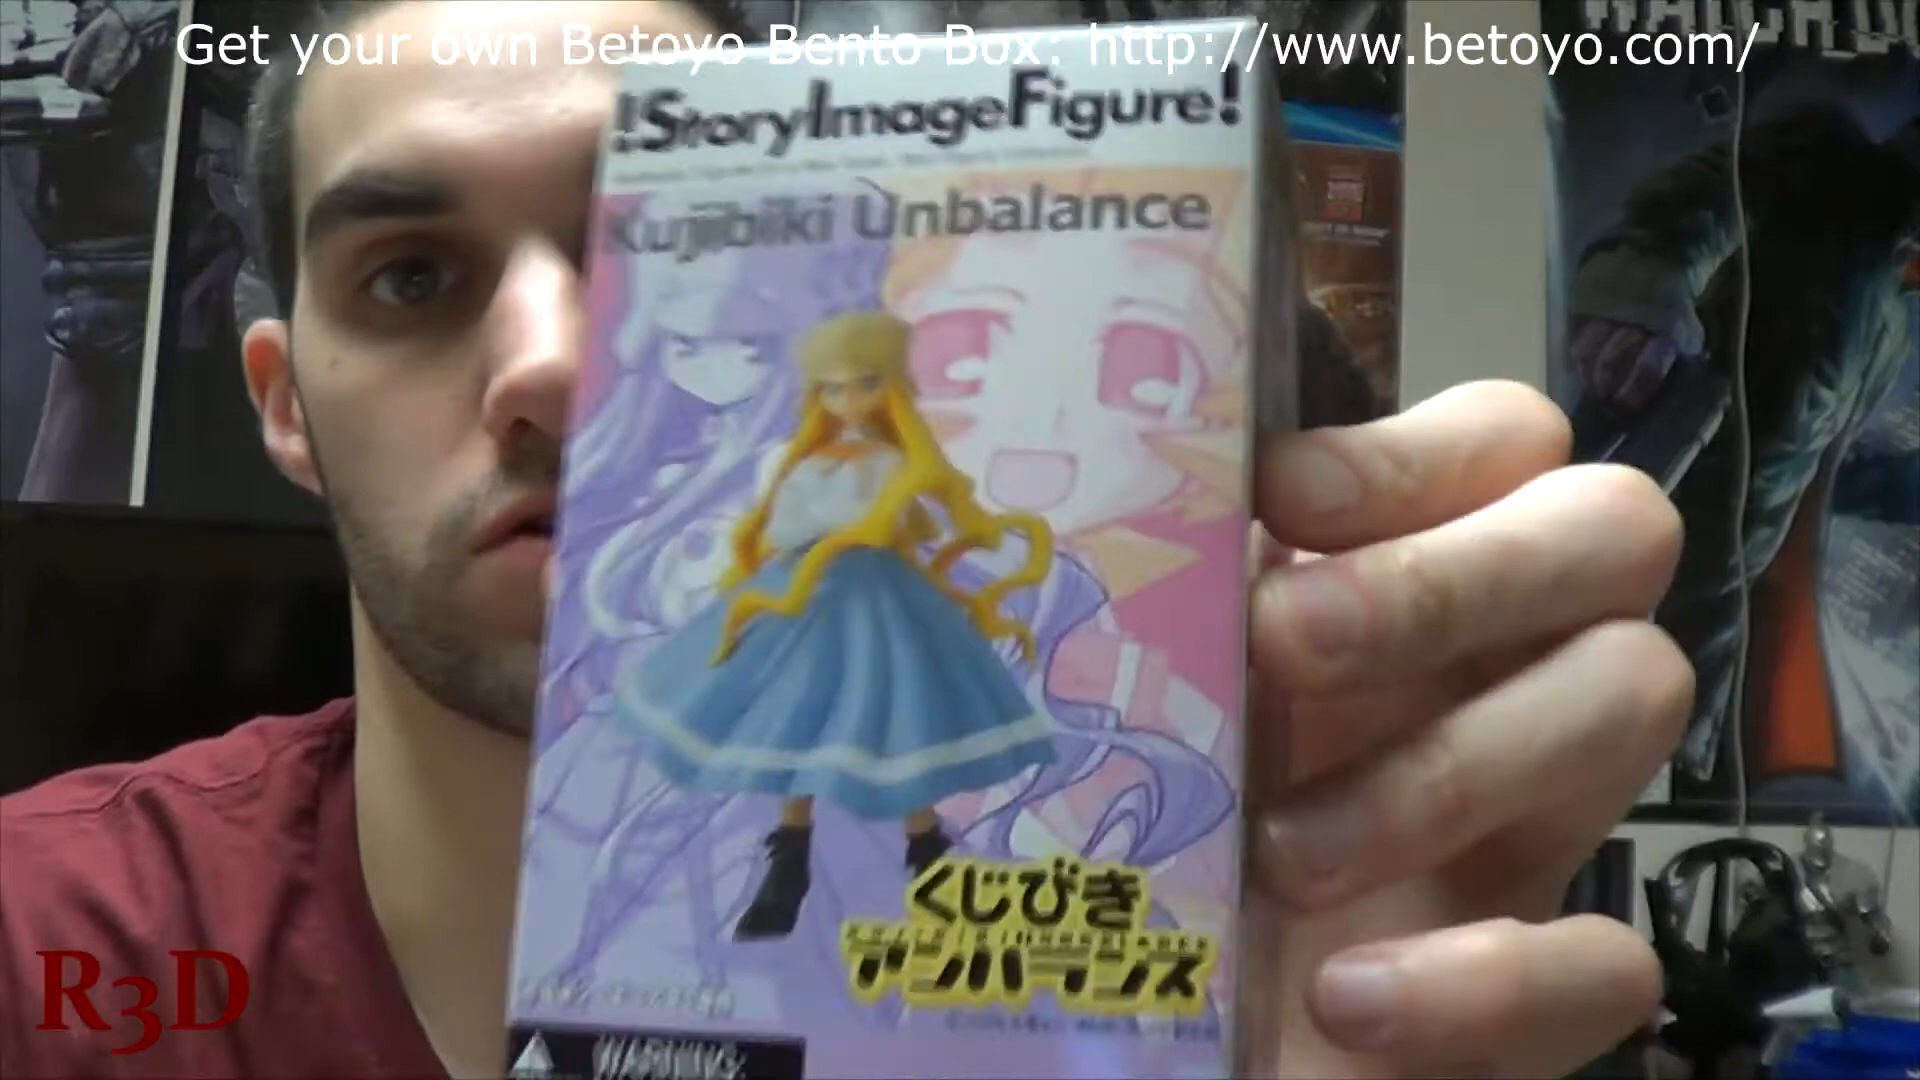 Get your own Betoyo Bento Box: http://www.betoyo.com/
!StoryImageFigure!
Kujibiki Unbalance
くじびき
アンバランス
R3D
WARNING: